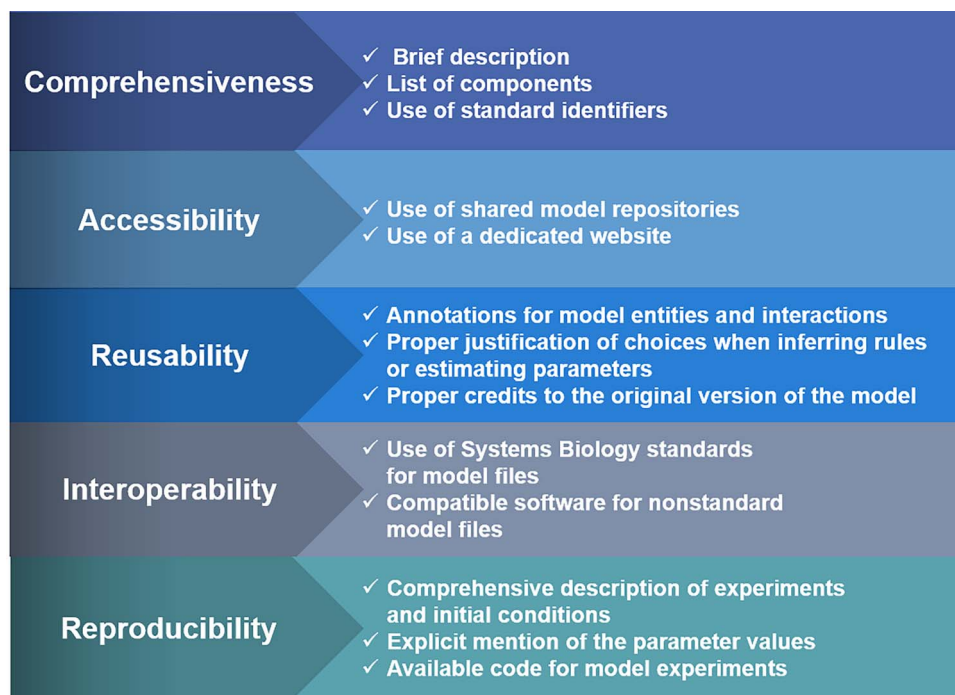 Comprehensiveness
✓ Brief description
✓ List of components
✓ Use of standard identifiers
Accessibility
✓ Use of shared model repositories
✓ Use of a dedicated website
Reusability
✓ Annotations for model entities and interactions
✓ Proper justification of choices when inferring rules
or estimating parameters
✓ Proper credits to the original version of the model
Interoperability
✓ Use of Systems Biology standards
for model files
✓ Compatible software for nonstandard
model files
Reproducibility
✓ Comprehensive description of experiments
and initial conditions
✓ Explicit mention of the parameter values
✓ Available code for model experiments